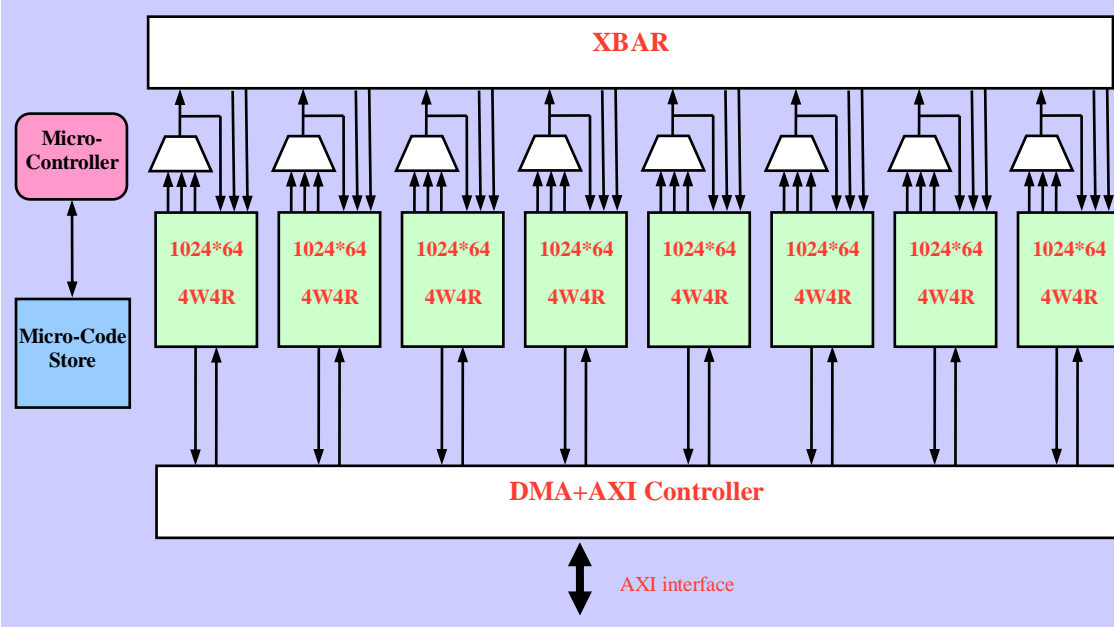 XBAR
Micro-
Controller
1024*64 1024*64 1024*64 1024*64 1024*64 1024*64 1024*64 1024*64
4W4R 4W4R 4W4R 4W4R 4W4R 4W4R 4W4R 4W4R
Micro-Code
Store
DMA+AXI Controller
AXI interface